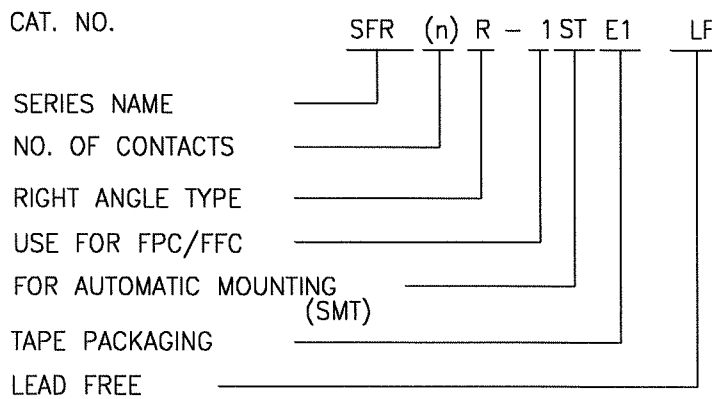 CAT. NO. SFR (n) R - 1 ST E1 LF
SERIES NAME
NO. OF CONTACTS
RIGHT ANGLE TYPE
USE FOR FPC/FFC
FOR AUTOMATIC MOUNTING
(SMT)
TAPE PACKAGING
LEAD FREE